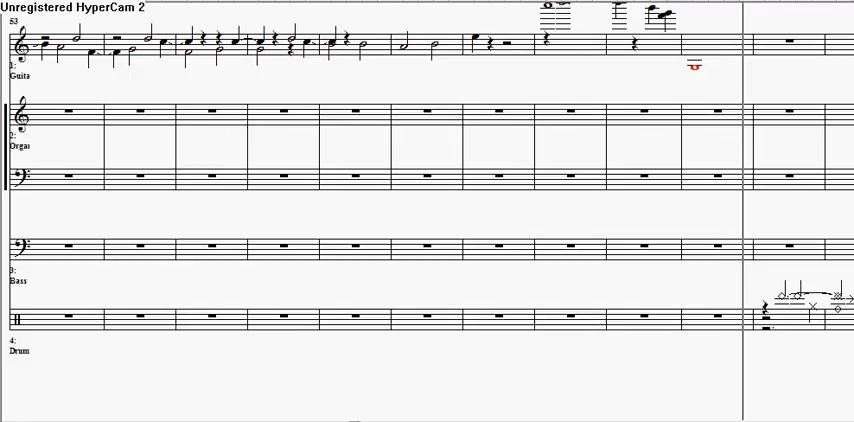 Unregistered HyperCam 2
53
1:
Guita
2:
Orga
3:
Bass
4:
Drum